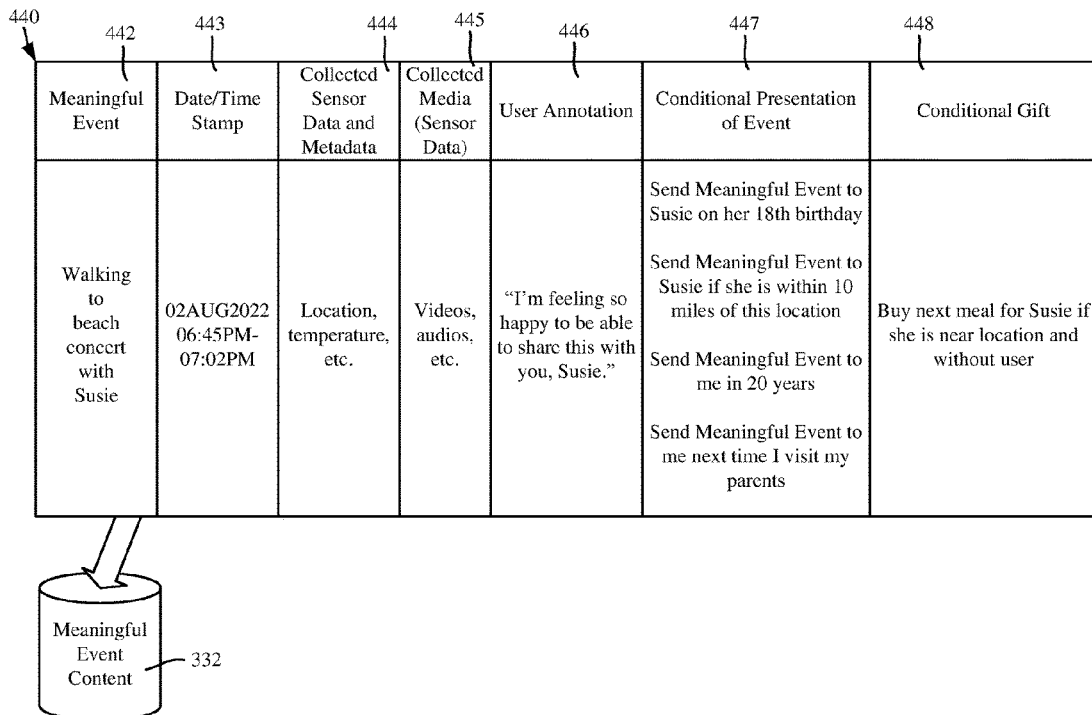 440
442
443
444
445
446
447
448
Meaningful
Event
Date/Time
Stamp
Collected
Sensor
Data and
Metadata
Collected
Media
(Sensor
Data)
User Annotation
Conditional Presentation
of Event
Conditional Gift
Walking
to
beach
concert
with
Susie
02AUG2022
06:45PM-
07:02PM
Location,
temperature,
etc.
Videos,
audios,
etc.
“I’m feeling so
happy to be able
to share this with
you, Susie.”
Send Meaningful Event to
Susie on her 18th birthday
Send Meaningful Event to
Susie if she is within 10
miles of this location
Send Meaningful Event to
me in 20 years
Send Meaningful Event to
me next time I visit my
parents
Buy next meal for Susie if
she is near location and
without user
Meaningful
Event
Content
332